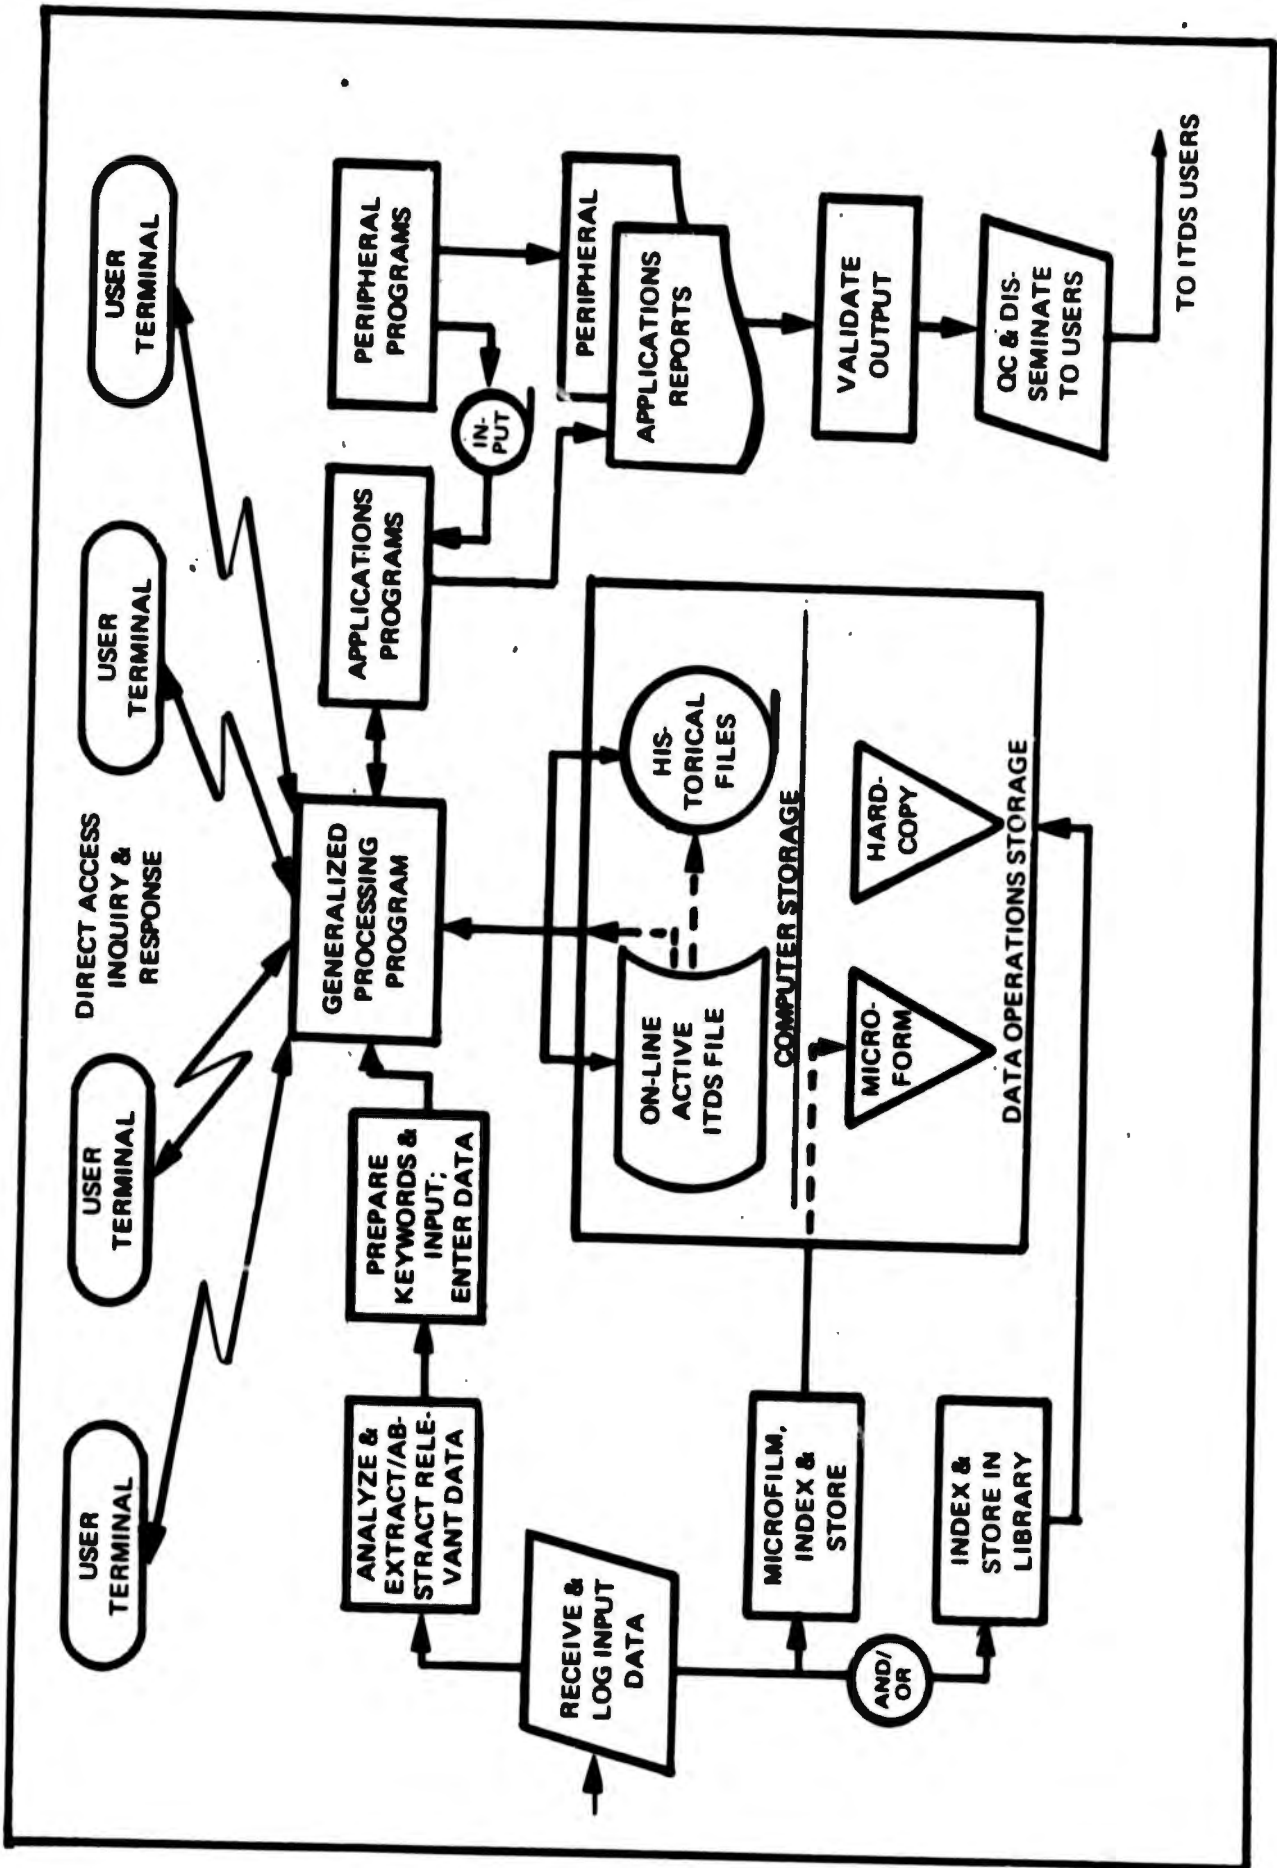 USER
TERMINAL
USER
TERMINAL
DIRECT ACCESS
INQUIRY &
RESPONSE
USER
TERMINAL
USER
TERMINAL
ANALYZE &
EXTRACT/AB-
STRACT RELE-
VANT DATA
PREPARE
KEYWORDS &
INPUT;
ENTER DATA
GENERALIZED
PROCESSING
PROGRAM
APPLICATIONS
PROGRAMS
PERIPHERAL
PROGRAMS
IN-
PUT
RECEIVE &
LOG INPUT
DATA
ON-LINE
ACTIVE
ITDS FILE
HIS-
TORICAL
FILES
COMPUTER STORAGE
PERIPHERAL
APPLICATIONS
REPORTS
MICROFILM,
INDEX &
STORE
MICRO-
FORM
HARD-
COPY
DATA OPERATIONS STORAGE
VALIDATE
OUTPUT
AND/
OR
INDEX &
STORE IN
LIBRARY
QC & DIS-
SEMINATE
TO USERS
TO ITDS USERS